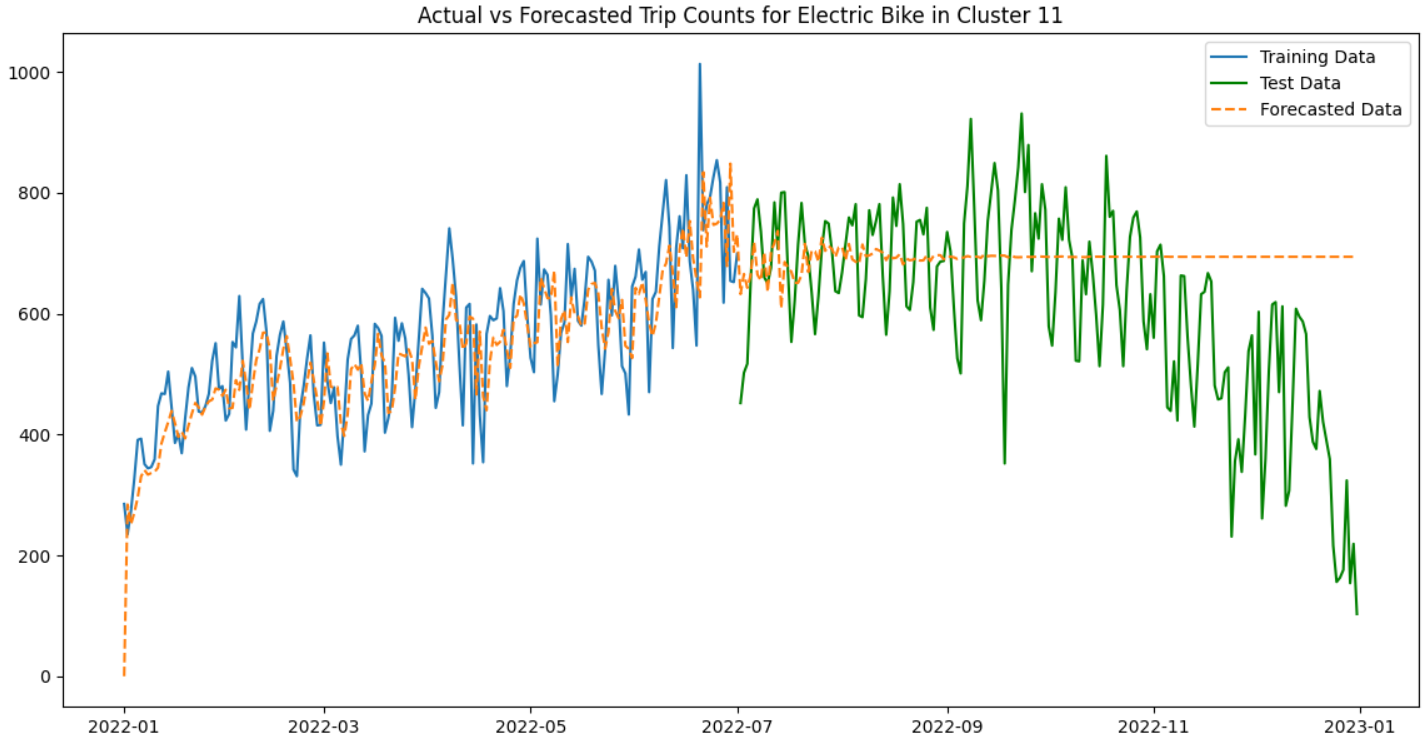 Actual vs Forecasted Trip Counts for Electric Bike in Cluster 11
Training Data
Test Data
Forecasted Data
1000
800
600
400
200
0
2022-01 2022-03 2022-05 2022-07 2022-09 2022-11 2023-01